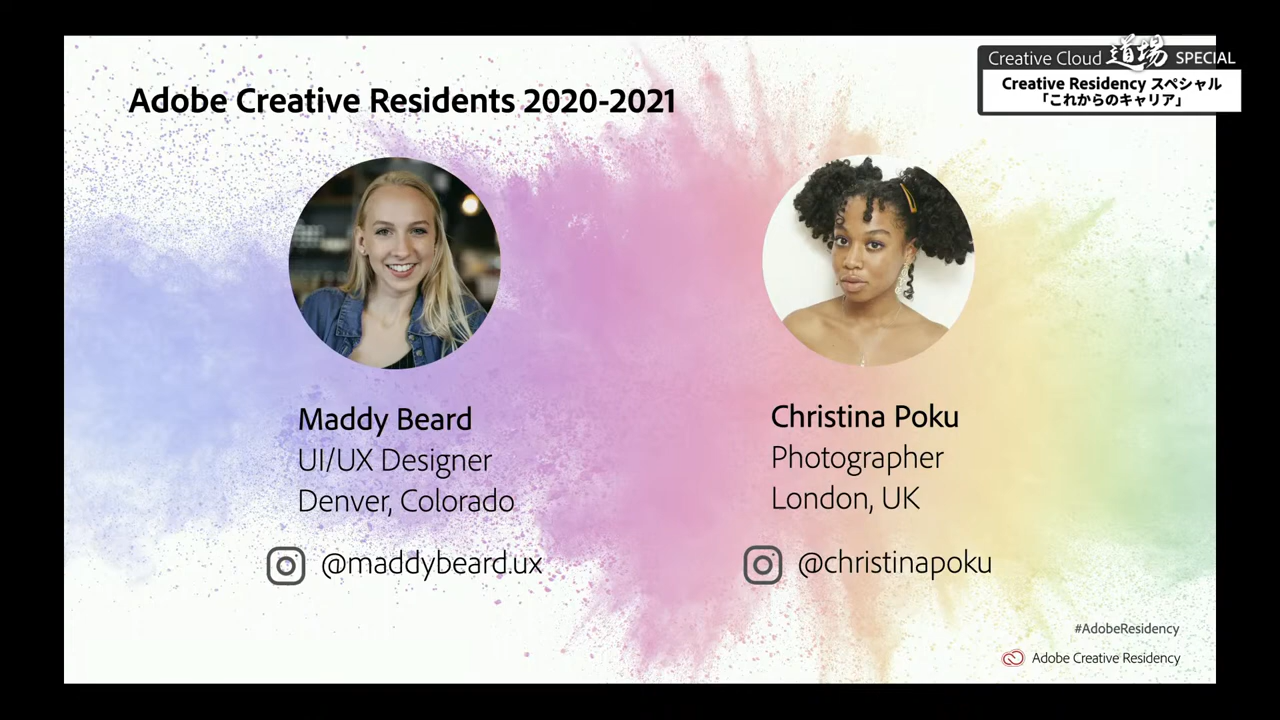 Creative Cloud 道場 SPECIAL
Creative Residency スペシャル
「これからのキャリア」
Adobe Creative Residents 2020-2021
Maddy Beard
UI/UX Designer
Denver, Colorado
@maddybeard.ux
Christina Poku
Photographer
London, UK
@christinapoku
#AdobeResidency
Adobe Creative Residency